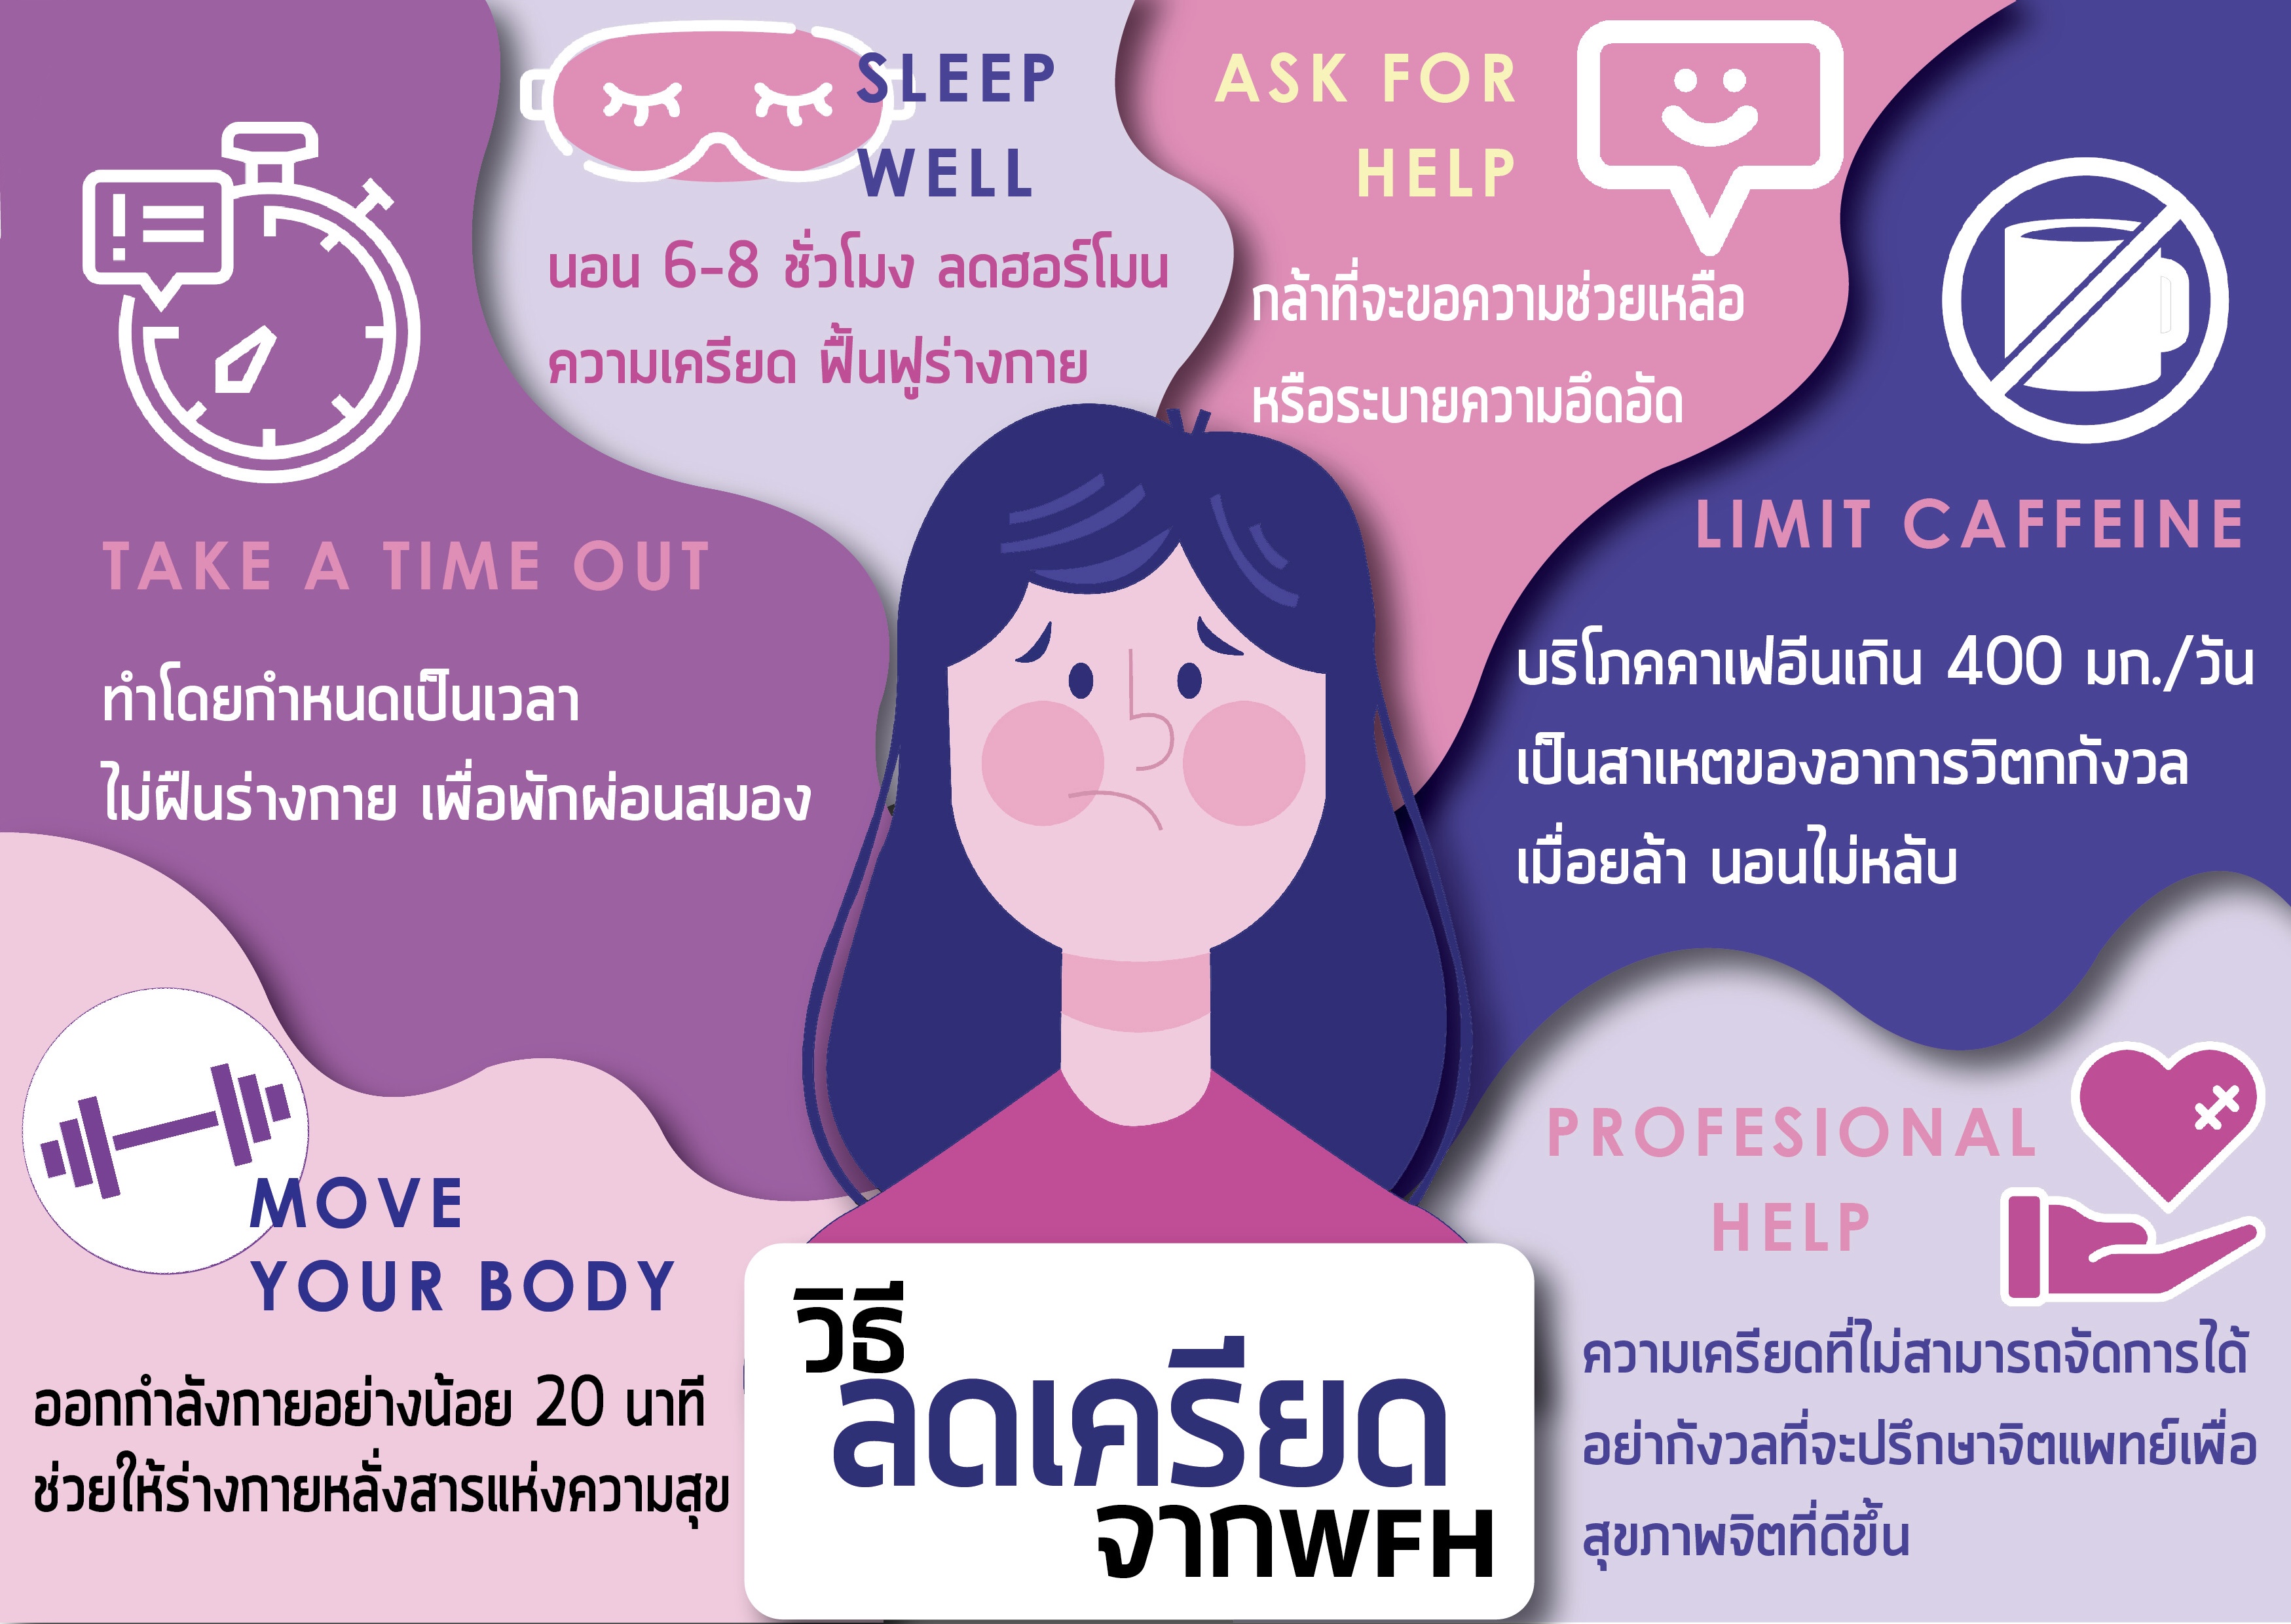 SLEEP
WELL
นอน 6-8 ชั่วโมง ลดฮอร์โมน
ความเครียด ฟื้นฟูร่างกาย
ASK FOR
HELP
กล้าที่จะขอความช่วยเหลือ
หรือระบายความอึดอัด
TAKE A TIME OUT
ทำโดยกำหนดเป็นเวลา
ไม่ฝืนร่างกาย เพื่อพักผ่อนสมอง
LIMIT CAFFEINE
บริโภคคาเฟอีนเกิน 400 มก./วัน
เป็นสาเหตของอาการวิตกกังวล
เมื่อยล้า นอนไม่หลับ
MOVE
YOUR BODY
ออกกำลังกายอย่างน้อย 20 นาที
ช่วยให้ร่างกายหลั่งสารแห่งความสุข
PROFESIONAL
HELP
ความเครียดที่ไม่สามารถจัดการได้
อย่ากังวลที่จะปรึกษาจิตแพทย์เพื่อ
สุขภาพจิตที่ดีขึ้น
วิธี
ลดเครียด
จากWFH